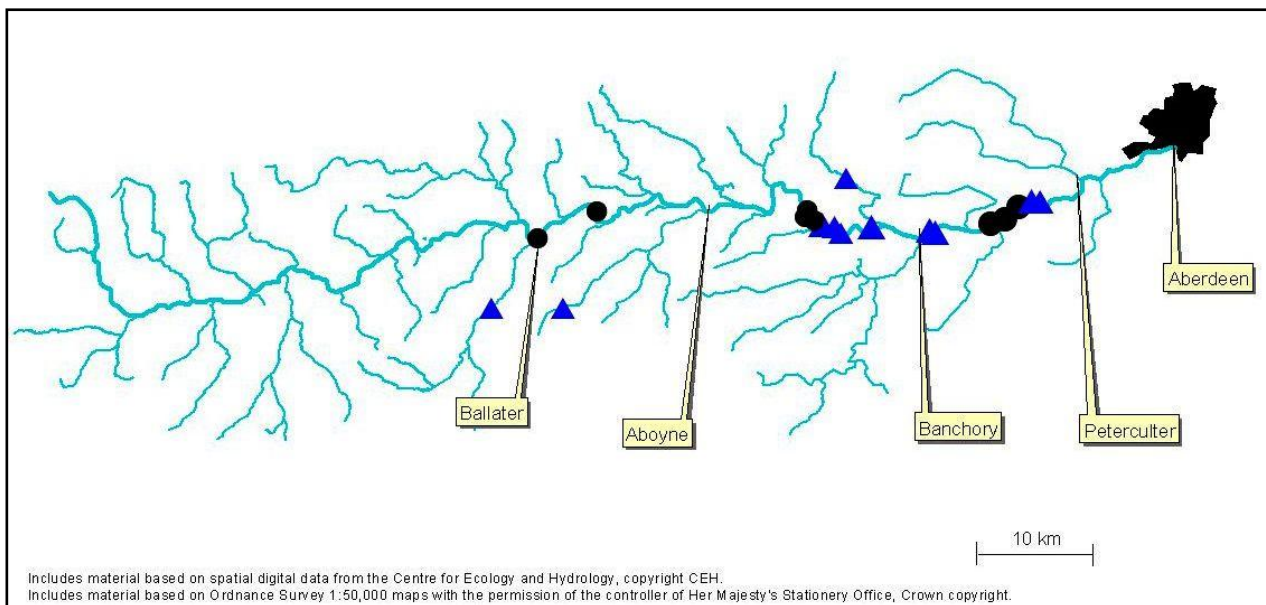 Aberdeen
Ballater
Aboyne
Banchory
Peterculter
10 km
Includes material based on spatial digital data from the Centre for Ecology and Hydrology, copyright CEH.
Includes material based on Ordnance Survey 1:50,000 maps with the permission of the controller of Her Majesty's Stationery Office, Crown copyright.